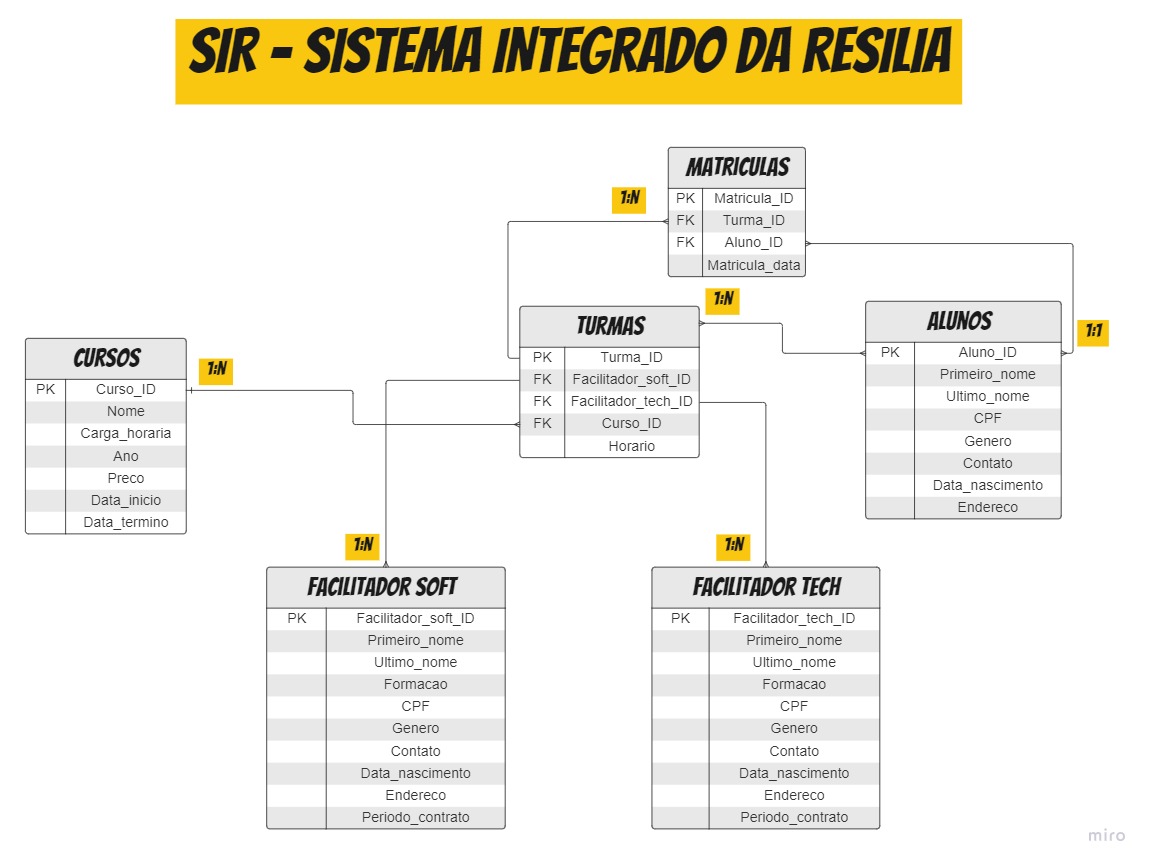 SIR - SISTEMA INTEGRADO DA RESILIA
MATRICULAS
PK Matricula_ID
FK Turma_ID
FK Aluno_ID
Matricula_data
1:N
1:N
TURMAS
PK Turma_ID
FK Facilitador_soft_ID
FK Facilitador_tech_ID
FK Curso_ID
Horario
ALUNOS
PK Aluno_ID
Primeiro_nome
Ultimo_nome
CPF
Genero
Contato
Data_nascimento
Endereco
1:1
CURSOS
PK Curso_ID
Nome
Carga_horaria
Ano
Preco
Data_inicio
Data_termino
1:N
1:N
FACILITADOR SOFT
PK Facilitador_soft_ID
Primeiro_nome
Ultimo_nome
Formacao
CPF
Genero
Contato
Data_nascimento
Endereco
Periodo_contrato
1:N
FACILITADOR TECH
PK Facilitador_tech_ID
Primeiro_nome
Ultimo_nome
Formacao
CPF
Genero
Contato
Data_nascimento
Endereco
Periodo_contrato
miro